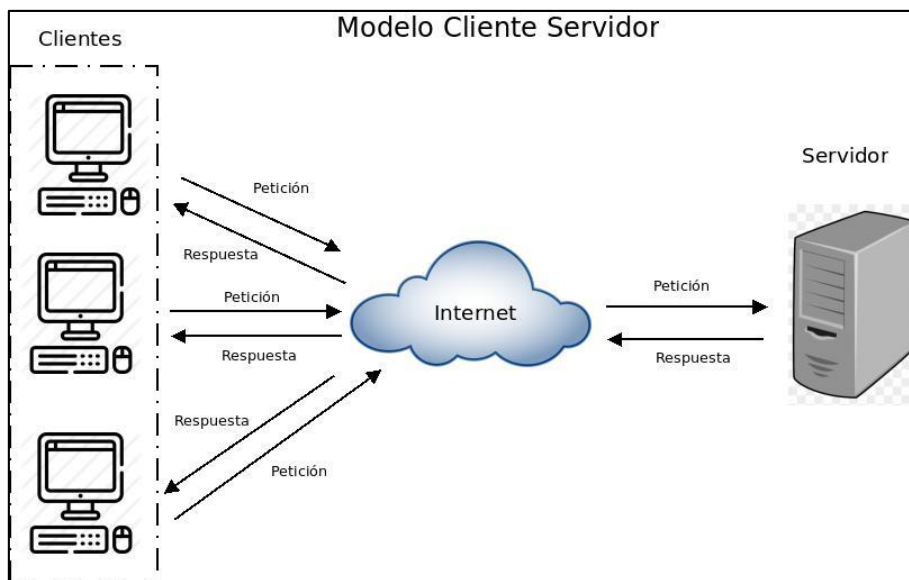 Modelo Cliente Servidor
Clientes
Servidor
Petición
Respuesta
Petición
Respuesta
Respuesta
Petición
Internet
Petición
Respuesta